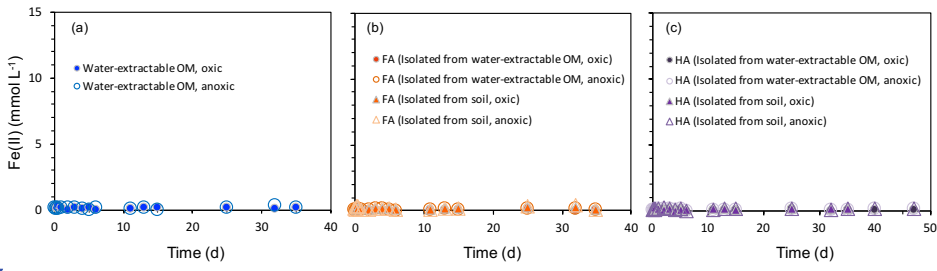 (a)
Water-extractable OM, oxic
Water-extractable OM, anoxic
Fe(II) (mmol L-1)
15
10
5
0
0 10 20 30 40
Time (d)
(b)
FA (Isolated from water-extractable OM, oxic)
FA (Isolated from water-extractable OM, anoxic)
FA (Isolated from soil, oxic)
FA (Isolated from soil, anoxic)
0 10 20 30 40
Time (d)
(c)
HA (Isolated from water-extractable OM, oxic)
HA (Isolated from water-extractable OM, anoxic)
HA (Isolated from soil, oxic)
HA (Isolated from soil, anoxic)
0 10 20 30 40 50
Time (d)